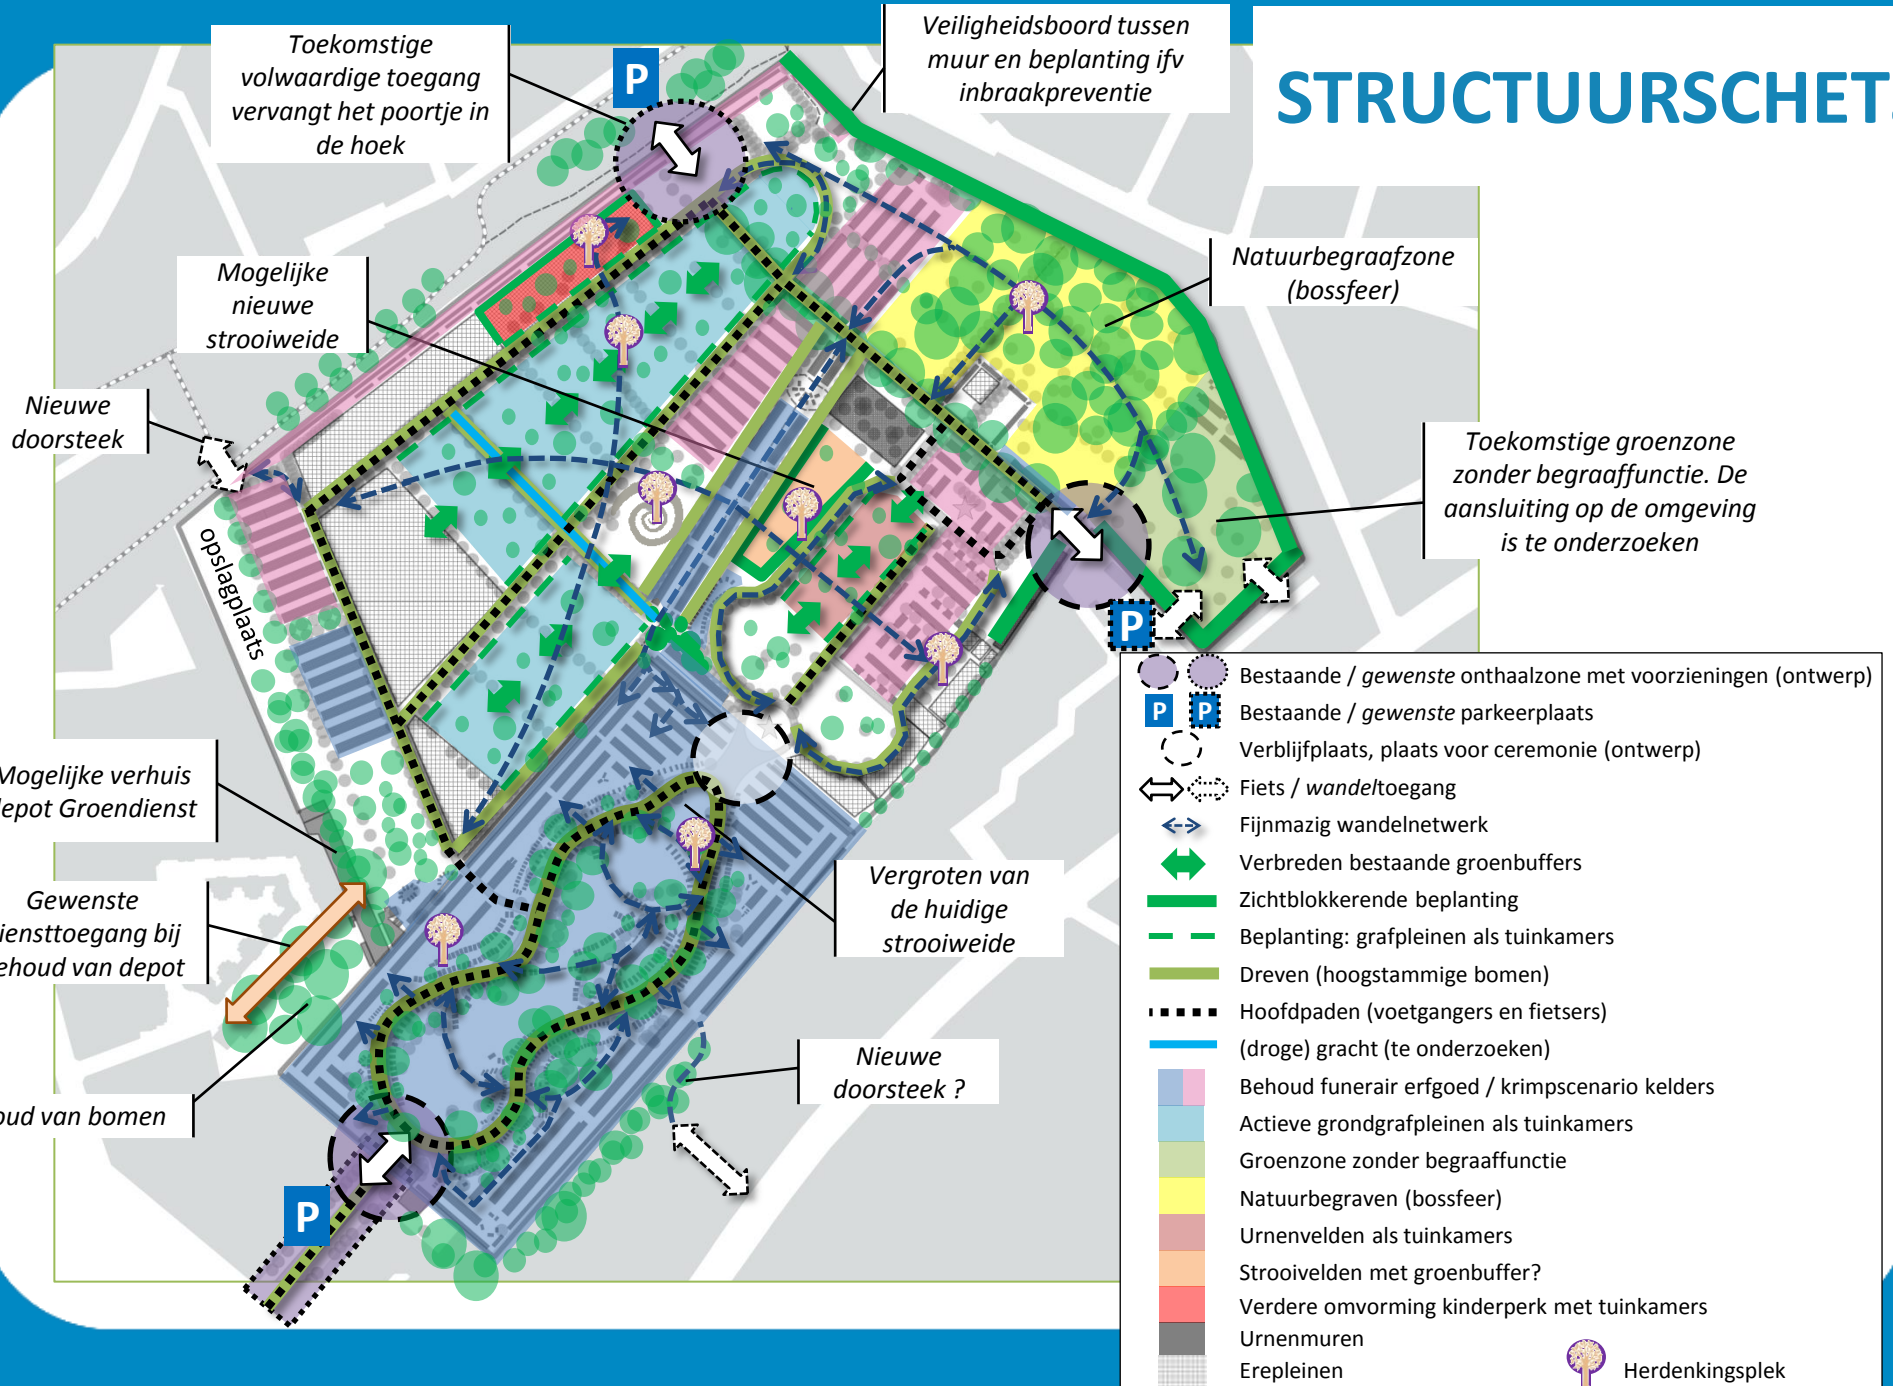 STRUCTUURSCHET
Toekomstige
volwaardige toegang
vervangt het poortje in
de hoek
P
Veiligheidsboord tussen
muur en beplanting ifv
inbraakpreventie
Mogelijke
nieuwe
strooiweide
Natuurbegraafzone
(bossfeer)
Nieuwe
doorsteek
opslagplaats
Toekomstige groenzone
zonder begraaffunctie. De
aansluiting op de omgeving
is te onderzoeken
P
Mogelijke verhuis
depot Groendienst
Gewenste
iensttoegang bij
ehoud van depot
Vergroten van
de huidige
strooiweide
oud van bomen
Nieuwe
doorsteek ?
P
Bestaande / gewenste onthaalzone met voorzieningen (ontwerp)
P P Bestaande / gewenste parkeerplaats
Verblijfplaats, plaats voor ceremonie (ontwerp)
Fiets / wandeltoegang
Fijnmazig wandelnetwerk
Verbreden bestaande groenbuffers
Zichtblokkerende beplanting
Beplanting: grafpleinen als tuinkamers
Dreven (hoogstammige bomen)
Hoofdpaden (voetgangers en fietsers)
(droge) gracht (te onderzoeken)
Behoud funerair erfgoed / krimpscenario kelders
Actieve grondgrafpleinen als tuinkamers
Groenzone zonder begraaffunctie
Natuurbegraven (bossfeer)
Urnenvelden als tuinkamers
Strooivelden met groenbuffer?
Verdere omvorming kinderperk met tuinkamers
Urnenmuren
Erepleinen
Herdenkingsplek